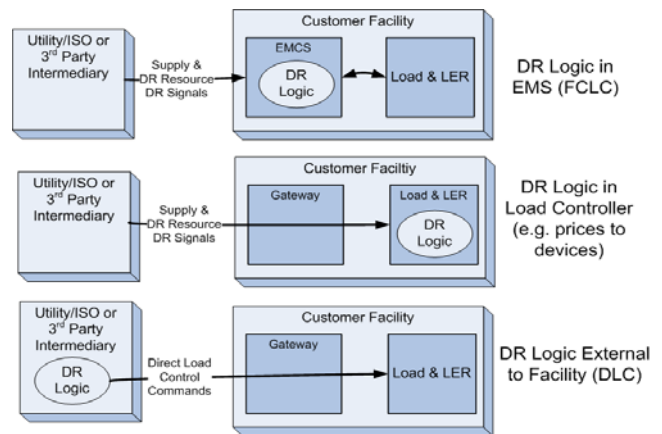 Utility/ISO or
3rd Party
Intermediary
Supply &
DR Resource
DR Signals
Customer Facility
EMCS
DR
Logic
Load & LER
DR Logic in
EMS (FCLC)
Utility/ISO or
3rd Party
Intermediary
Supply &
DR Resource
DR Signals
Customer Faciltiy
Gateway
Load & LER
DR
Logic
DR Logic in
Load Controller
(e.g. prices to
devices)
Utility/ISO or
3rd Party
Intermediary
DR
Logic
Direct Load
Control
Commands
Customer Facility
Gateway
Load & LER
DR Logic External
to Facility (DLC)